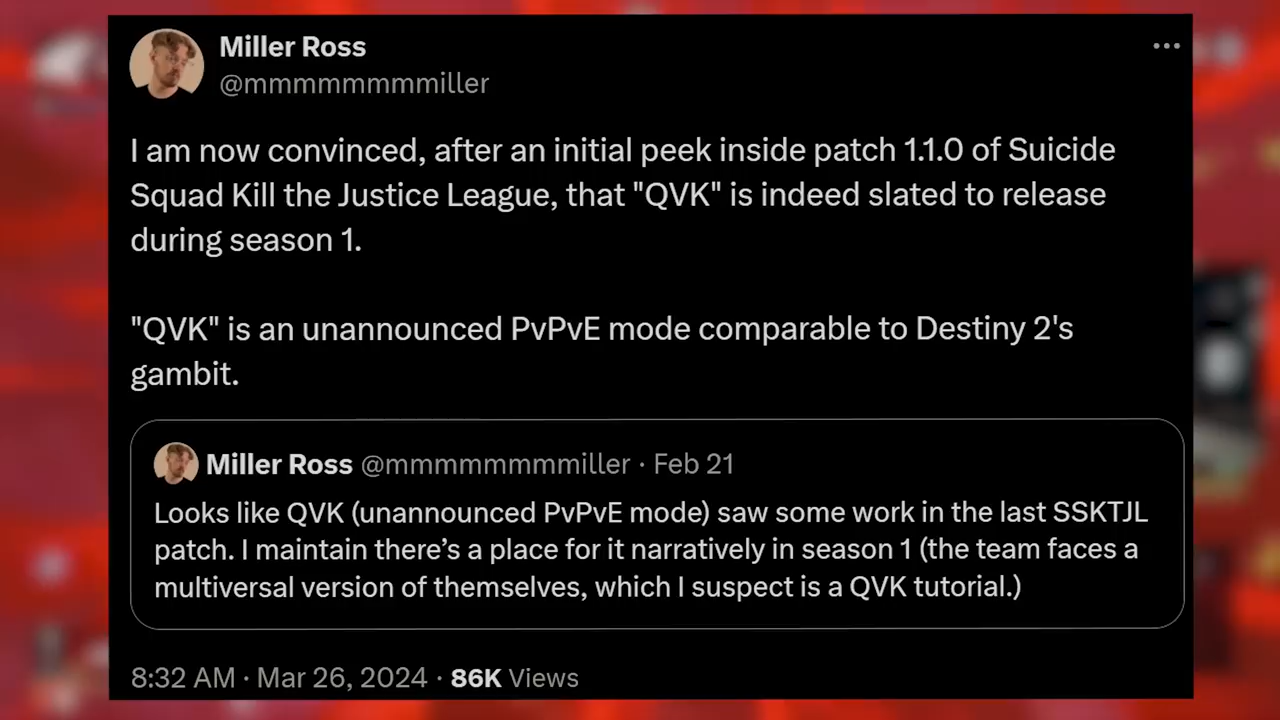 Miller Ross
@mmmmmmmmiller
I am now convinced, after an initial peek inside patch 1.1.0 of Suicide
Squad Kill the Justice League, that "QVK" is indeed slated to release
during season 1.
"QVK" is an unannounced PvPvE mode comparable to Destiny 2's
gambit.
Miller Ross @mmmmmmmmiller · Feb 21
Looks like QVK (unannounced PvPvE mode) saw some work in the last SSKTJL
patch. I maintain there’s a place for it narratively in season 1 (the team faces a
multiversal version of themselves, which I suspect is a QVK tutorial.)
8:32 AM · Mar 26, 2024 · 86K Views